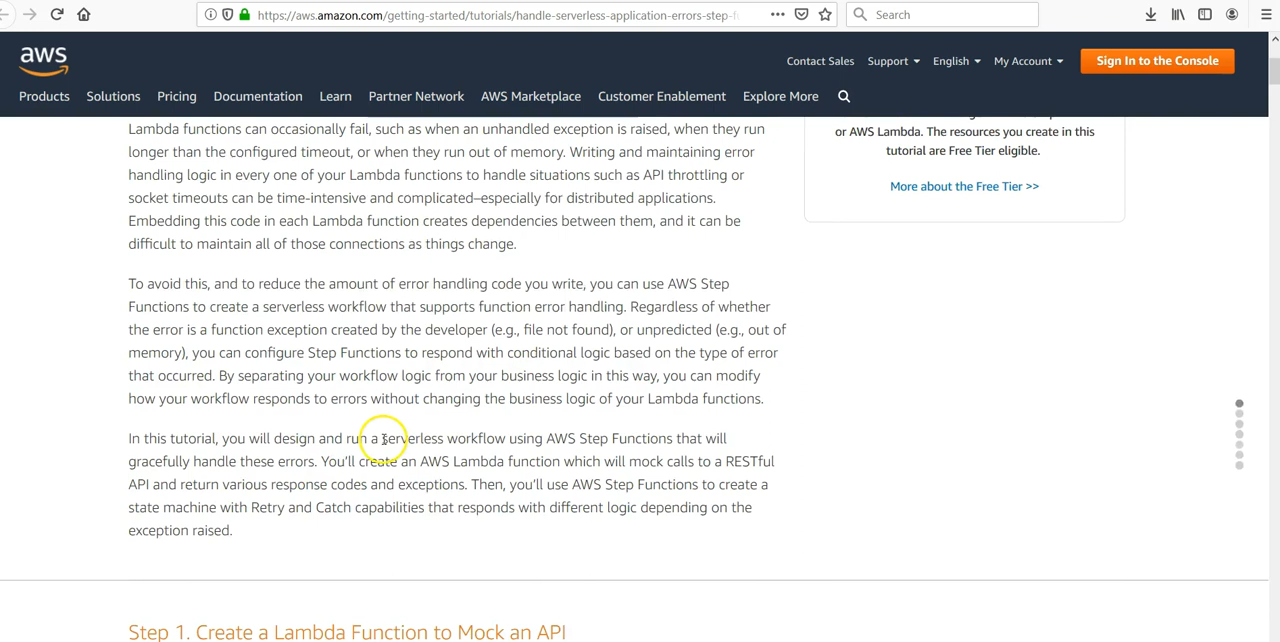 https://aws.amazon.com/getting-started/tutorials/handle-serverless-application-errors-step-f
Search
aws
Contact Sales Support English My Account Sign In to the Console
Products Solutions Pricing Documentation Learn Partner Network AWS Marketplace Customer Enablement Explore More
Lambda functions can occasionally fail, such as when an unhandled exception is raised, when they run
longer than the configured timeout, or when they run out of memory. Writing and maintaining error
handling logic in every one of your Lambda functions to handle situations such as API throttling or
socket timeouts can be time-intensive and complicated–especially for distributed applications.
Embedding this code in each Lambda function creates dependencies between them, and it can be
difficult to maintain all of those connections as things change.
To avoid this, and to reduce the amount of error handling code you write, you can use AWS Step
Functions to create a serverless workflow that supports function error handling. Regardless of whether
the error is a function exception created by the developer (e.g., file not found), or unpredicted (e.g., out of
memory), you can configure Step Functions to respond with conditional logic based on the type of error
that occurred. By separating your workflow logic from your business logic in this way, you can modify
how your workflow responds to errors without changing the business logic of your Lambda functions.
In this tutorial, you will design and run a serverless workflow using AWS Step Functions that will
gracefully handle these errors. You'll create an AWS Lambda function which will mock calls to a RESTful
API and return various response codes and exceptions. Then, you'll use AWS Step Functions to create a
state machine with Retry and Catch capabilities that responds with different logic depending on the
exception raised.
or AWS Lambda. The resources you create in this
tutorial are Free Tier eligible.
More about the Free Tier >>
Step 1. Create a Lambda Function to Mock an API